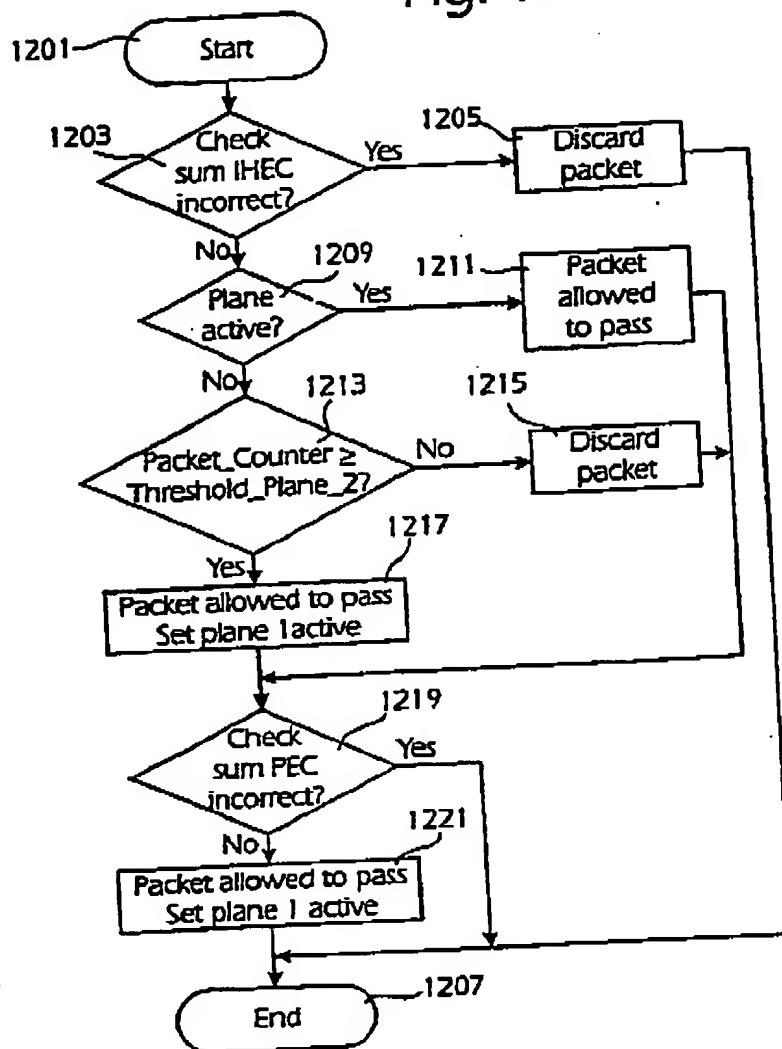 Fig.
1201
Start
1203
Check
sum IHEC
incorrect?
Yes
1205
Discard
packet
No
1209
Plane
active?
Yes
1211
Packet
allowed
to pass
No
1213
Packet_Counter ≥
Threshold_Plane_2?
No
1215
Discard
packet
Yes
1217
Packet allowed to pass
Set plane 1active
1219
Check
sum PEC
incorrect?
Yes
No
1221
Packet allowed to pass
Set plane 1 active
1207
End